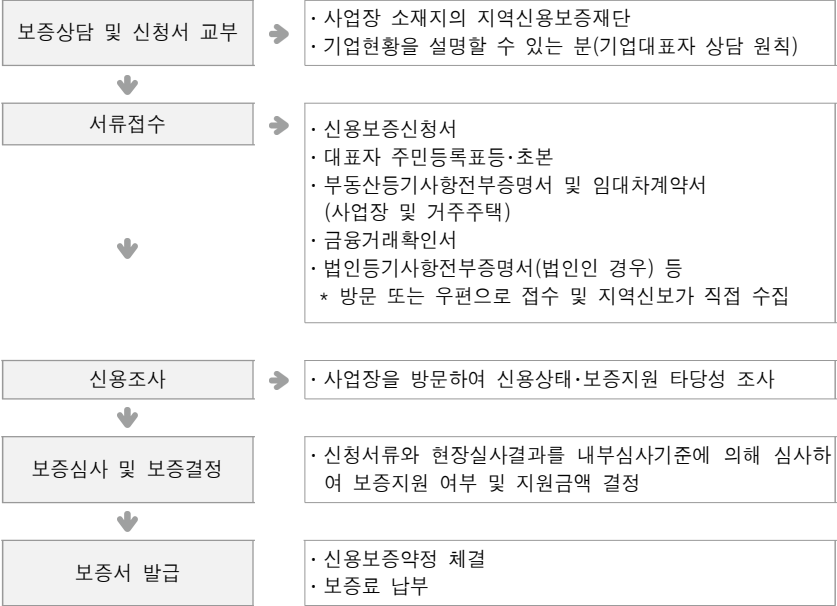 보증상담 및 신청서 교부
· 사업장 소재지의 지역신용보증재단
· 기업현황을 설명할 수 있는 분(기업대표자 상담 원칙)
서류접수
· 신용보증신청서
· 대표자 주민등록표등·초본
· 부동산등기사항전부증명서 및 임대차계약서
(사업장 및 거주주택)
· 금융거래확인서
· 법인등기사항전부증명서(법인인 경우) 등
* 방문 또는 우편으로 접수 및 지역신보가 직접 수집
신용조사
· 사업장을 방문하여 신용상태·보증지원 타당성 조사
보증심사 및 보증결정
· 신청서류와 현장실사결과를 내부심사기준에 의해 심사하
여 보증지원 여부 및 지원금액 결정
보증서 발급
· 신용보증약정 체결
· 보증료 납부